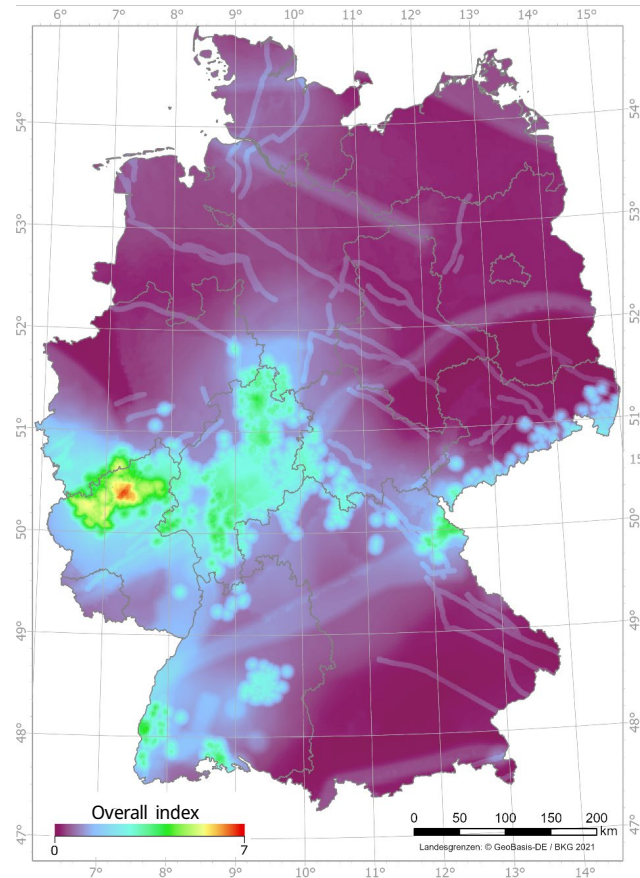 6° 7° 8° 9° 10° 11° 12° 13° 14° 15°
54° 54°
53° 53°
52° 52°
51° 51°
15
50° 50°
49° 49°
48° 48°
47° 47°
Overall index
0 7
0 50 100 150 200
km
Landesgrenzen: © GeoBasis-DE / BKG 2021
7° 8° 9° 10° 11° 12° 13° 14°